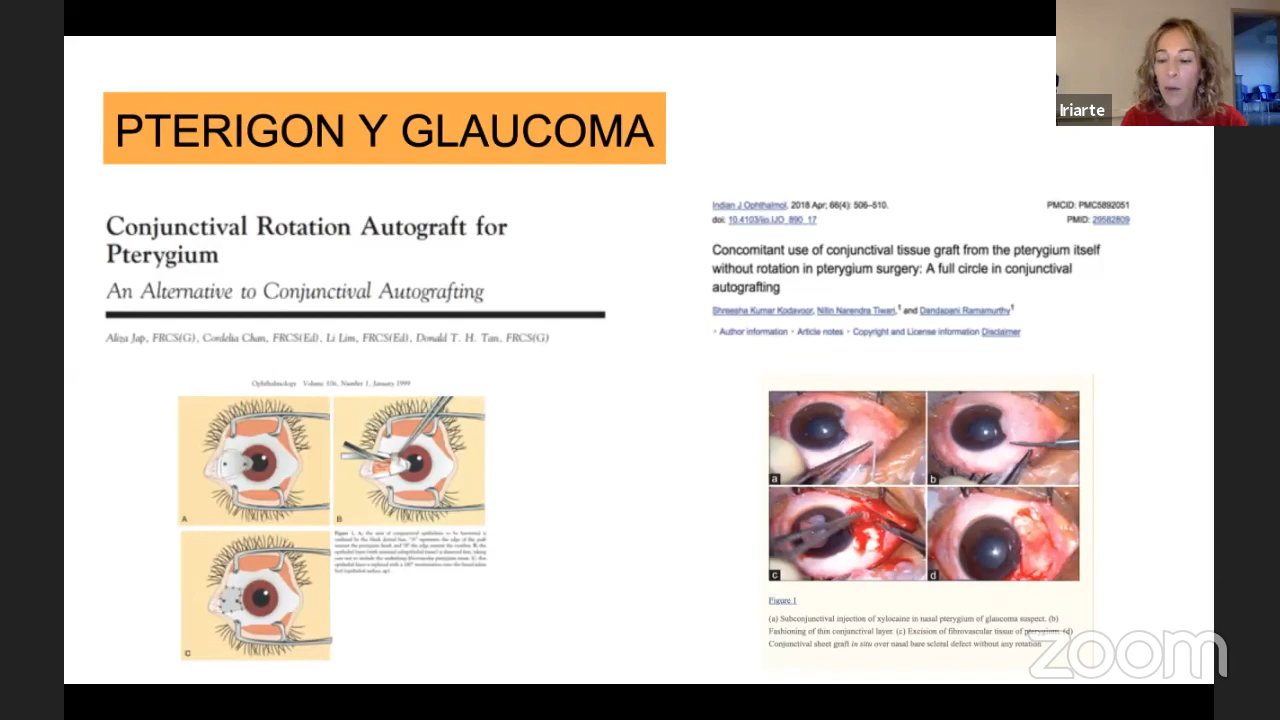 Iriarte
PTERIGON Y GLAUCOMA
Conjunctival Rotation Autograft for
Pterygium
An Alternative to Conjunctival Autografting
Aliza Jap, FRCS(G), Cordelia Chan, FRCS(Ed), Li Lim, FRCS(Ed), Donald T. H. Tan, FRCS(G)
Ophthalmology Volume 106, Number 1, January 1999
A
B
C
Indian J Ophthalmol. 2018 Apr; 66(4): 506–510.
doi: 10.4103/ijo.IJO_890_17
PMCID: PMC5892051
PMID: 29582809
Concomitant use of conjunctival tissue graft from the pterygium itself
without rotation in pterygium surgery: A full circle in conjunctival
autografting
Shreesha Kumar Kodavoor, Nitin Narendra Tiwari,1 and Dandapani Ramamurthy1
Author information Article notes Copyright and License information Disclaimer
a
b
c
d
Figure 1
(a) Subconjunctival injection of xylocaine in nasal pterygium of glaucoma suspect. (b)
Fashioning of thin conjunctival layer. (c) Excision of fibrovascular tissue of pterygium. (d)
Conjunctival sheet graft in situ over nasal bare scleral defect without any rotation
zoom